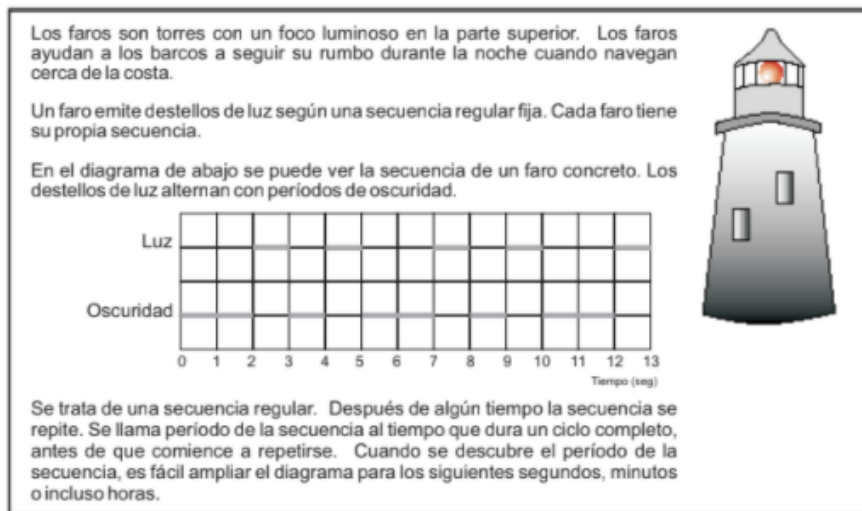 Los faros son torres con un foco luminoso en la parte superior. Los faros
ayudan a los barcos a seguir su rumbo durante la noche cuando navegan
cerca de la costa.
Un faro emite destellos de luz según una secuencia regular fija. Cada faro tiene
su propia secuencia.
En el diagrama de abajo se puede ver la secuencia de un faro concreto. Los
destellos de luz alternan con períodos de oscuridad.
Luz
Oscuridad
0 1 2 3 4 5 6 7 8 9 10 11 12 13
Tiempo (seg)
Se trata de una secuencia regular. Después de algún tiempo la secuencia se
repite. Se llama período de la secuencia al tiempo que dura un ciclo completo,
antes de que comience a repetirse. Cuando se descubre el período de la
secuencia, es fácil ampliar el diagrama para los siguientes segundos, minutos
o incluso horas.